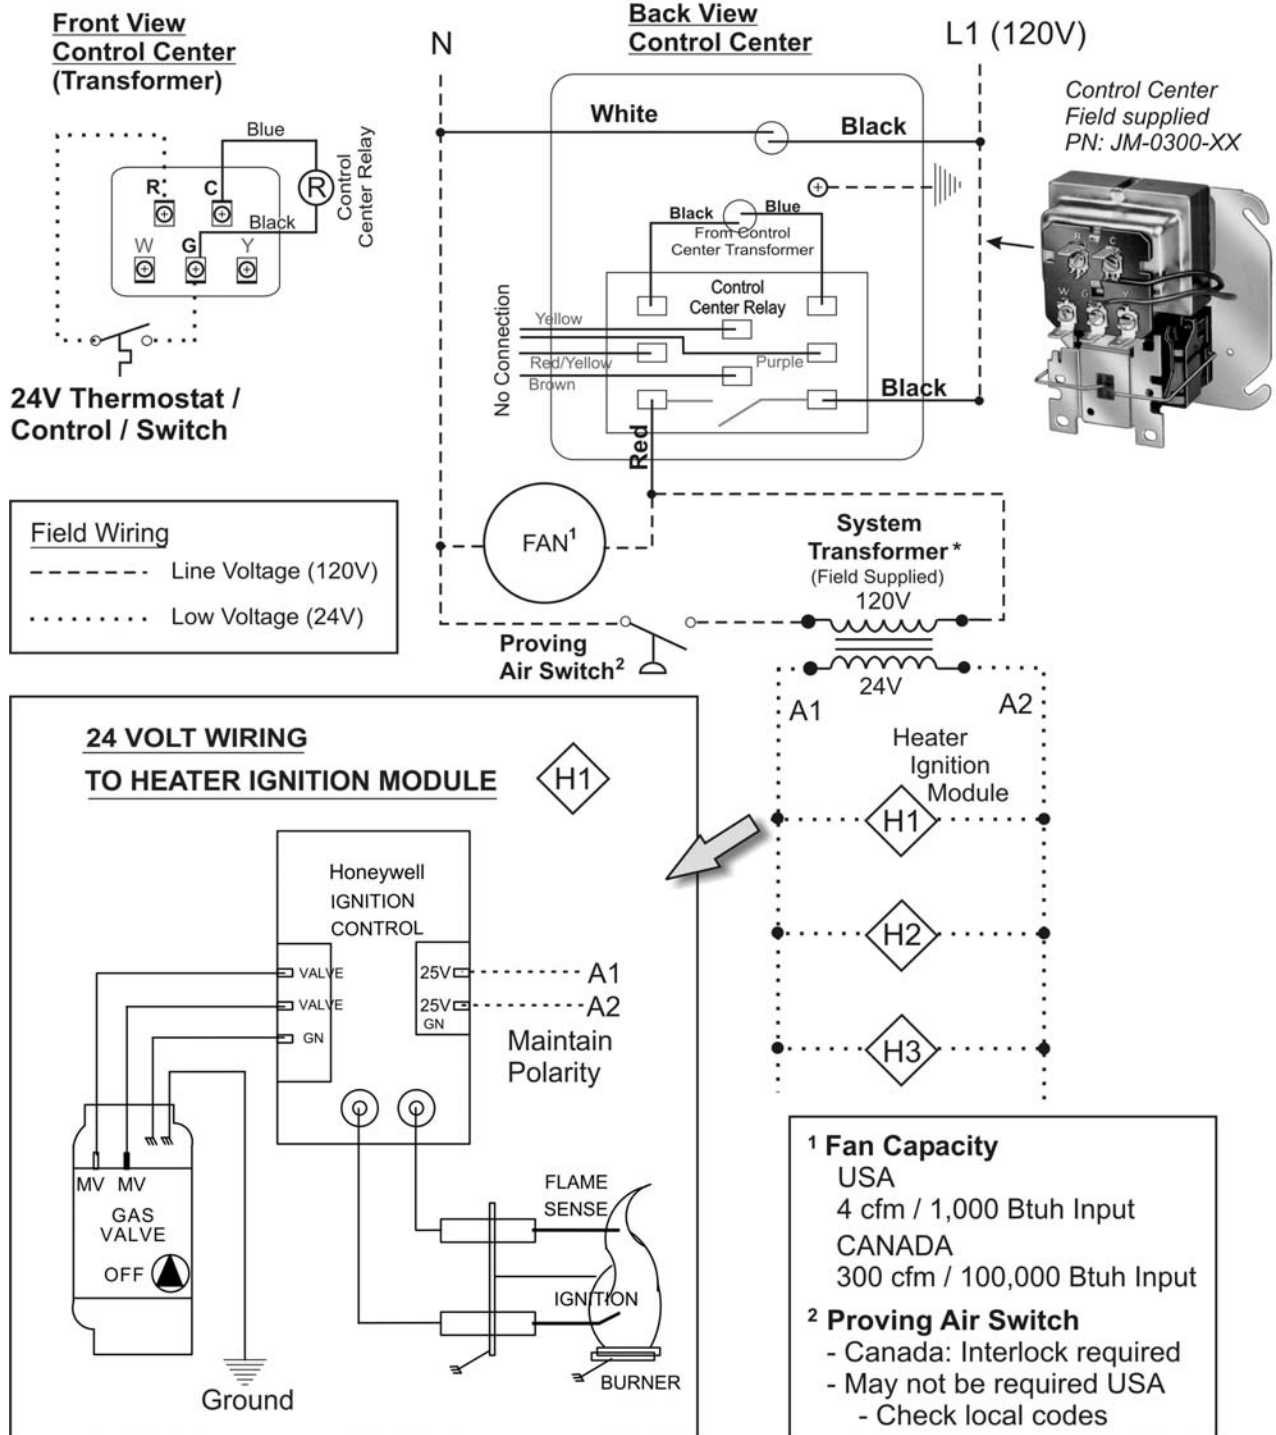 Front View
Control Center
(Transformer)
Blue
R
C
Black
W
G
Y
R
Control
Center Relay
24V Thermostat /
Control / Switch
N
Back View
Control Center
L1 (120V)
White
Black
Black
Blue
From Control
Center Transformer
Control
Center Relay
No Connection
Yellow
Red/Yellow
Purple
Brown
Black
Red
Control Center
Field supplied
PN: JM-0300-XX
R
C
W
G
Y
Field Wiring
Line Voltage (120V)
Low Voltage (24V)
FAN¹
System
Transformer*
(Field Supplied)
120V
Proving
Air Switch²
24V
A1
A2
Heater
Ignition
Module
H1
H2
H3
24 VOLT WIRING
TO HEATER IGNITION MODULE
H1
Honeywell
IGNITION
CONTROL
VALVE
VALVE
GN
25V
25V
GN
A1
A2
Maintain
Polarity
MV MV
GAS
VALVE
OFF
Ground
FLAME
SENSE
IGNITION
BURNER
¹ Fan Capacity
USA
4 cfm / 1,000 Btuh Input
CANADA
300 cfm / 100,000 Btuh Input
² Proving Air Switch
- Canada: Interlock required
- May not be required USA
- Check local codes